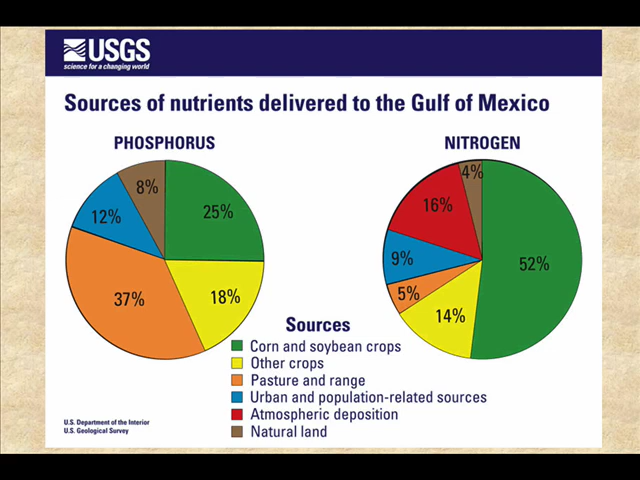 USGS
science for a changing world
Sources of nutrients delivered to the Gulf of Mexico
PHOSPHORUS
8%
25%
12%
37%
18%
NITROGEN
4%
16%
9%
52%
5%
14%
Sources
Corn and soybean crops
Other crops
Pasture and range
Urban and population-related sources
Atmospheric deposition
Natural land
U.S. Department of the Interior
U.S. Geological Survey